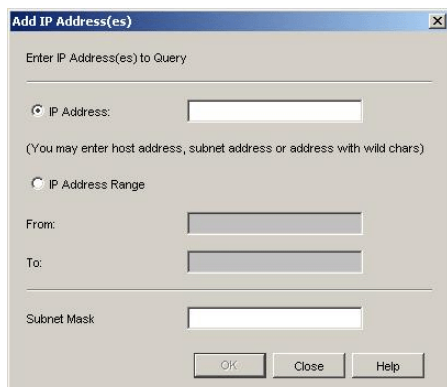 Add IP Address(es)
Enter IP Address(es) to Query
IP Address:
(You may enter host address, subnet address or address with wild chars)
IP Address Range
From:
To:
Subnet Mask
OK Close Help